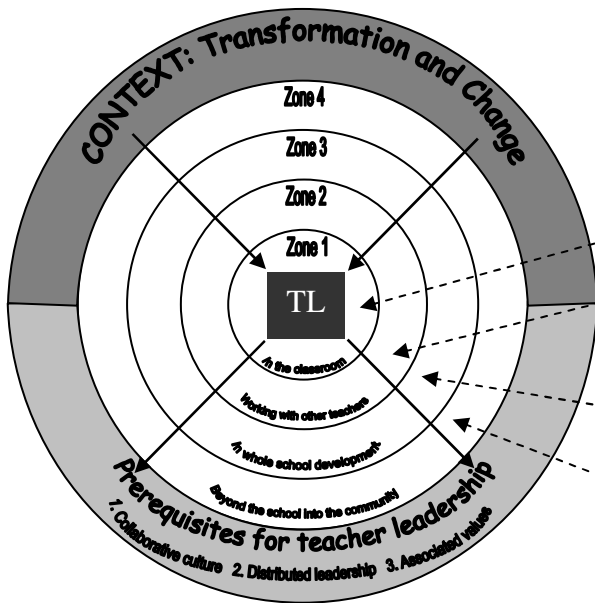 CONTEXT: Transformation and Change
Zone 4
Zone 3
Zone 2
Zone 1
TL
In the classroom
Working with other teachers
In whole school development
Beyond the school into the community
Prerequisites for teacher leadership
1. Collaborative culture 2. Distributed leadership 3. Associated values